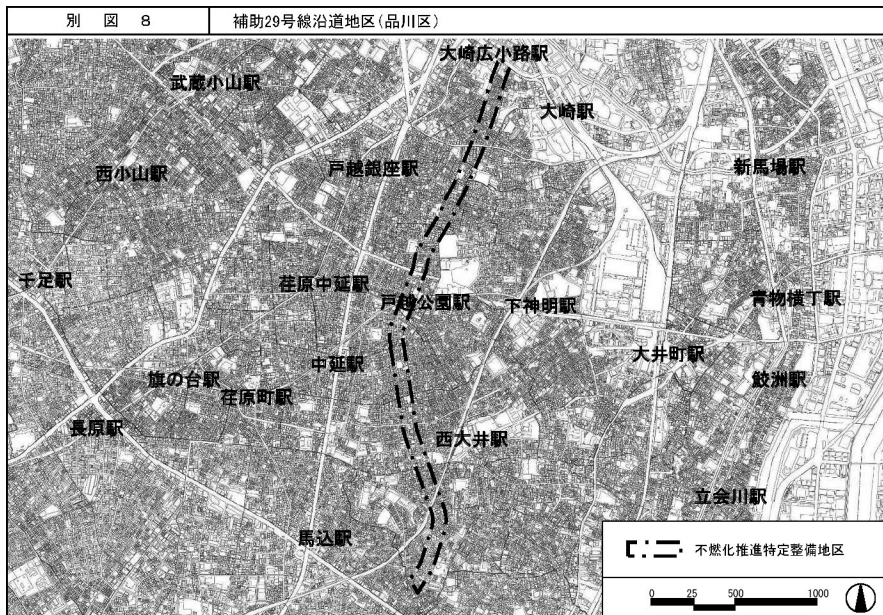 別 図 8
補助29号線沿道地区(品川区)
大崎広小路駅
武蔵小山駅
大崎駅
西小山駅
戸越銀座駅
新馬場駅
千足駅
荏原中延駅
戸越公園駅
下神明駅
青物横丁駅
中延駅
大井町駅
旗の台駅
荏原町駅
鮫洲駅
長原駅
西大井駅
立会川駅
馬込駅
不燃化推進特定整備地区
0 250 500 1000